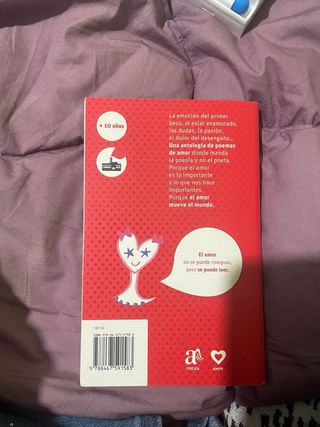 + 10 años
La emoción del primer
beso, el estar enamorado,
las dudas, la pasión,
el dolor del desengaño...
Una antología de poemas
de amor donde manda
la poesía y no el poeta.
Porque el amor
es lo importante
y lo que nos hace
importantes.
Porque el amor
mueve el mundo.
El amor
no se puede comprar,
pero se puede leer.
9 788467 591583
POESÍA
AMOR